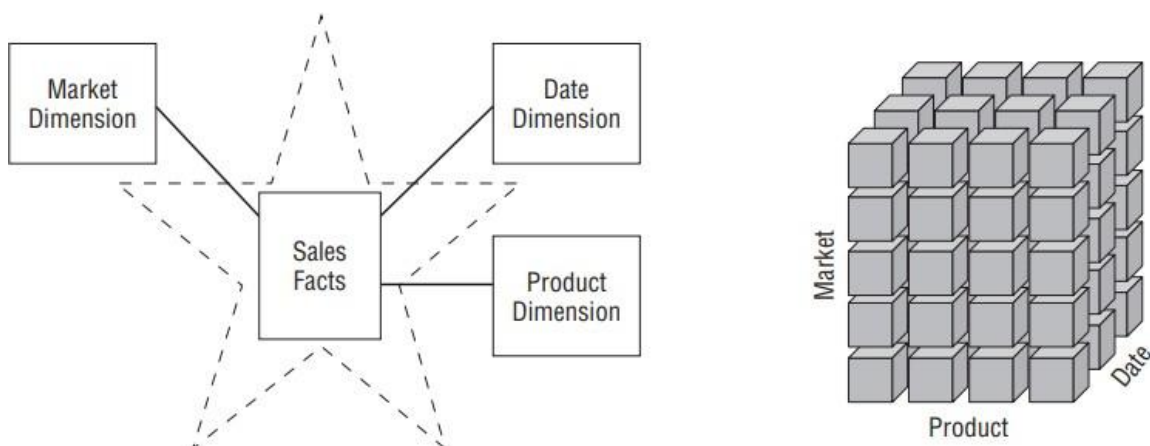 Market
Dimension
Date
Dimension
Sales
Facts
Product
Dimension
Market
Product
Date